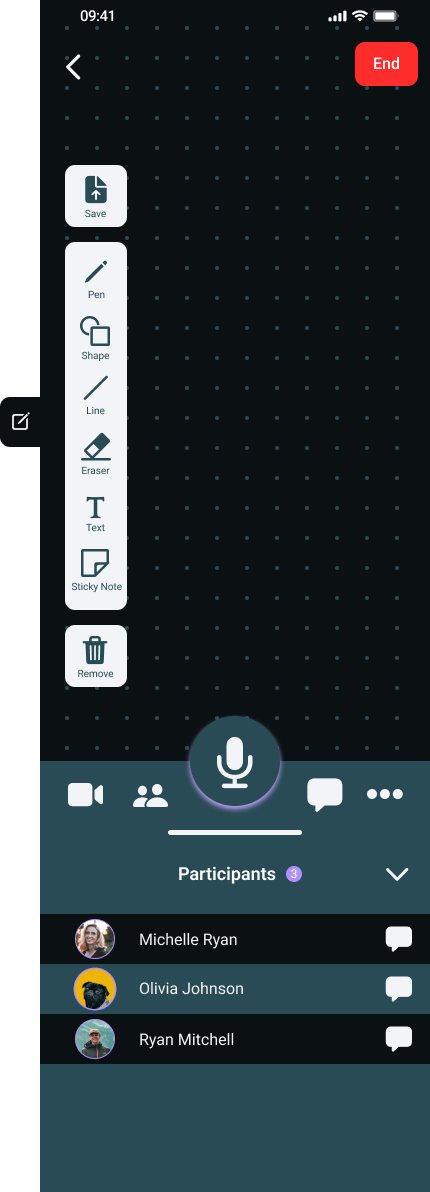 09:41
End
Save
Pen
Shape
Line
Eraser
Text
Sticky Note
Remove
Participants 3
Michelle Ryan
Olivia Johnson
Ryan Mitchell